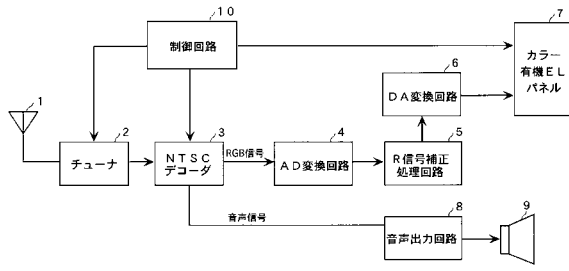 10
制御回路
7
カラー
有機EL
パネル
6
DA変換回路
1
2
チューナ
3
NTSC
デコーダ
RGB信号
4
AD変換回路
5
R信号補正
処理回路
音声信号
8
音声出力回路
9